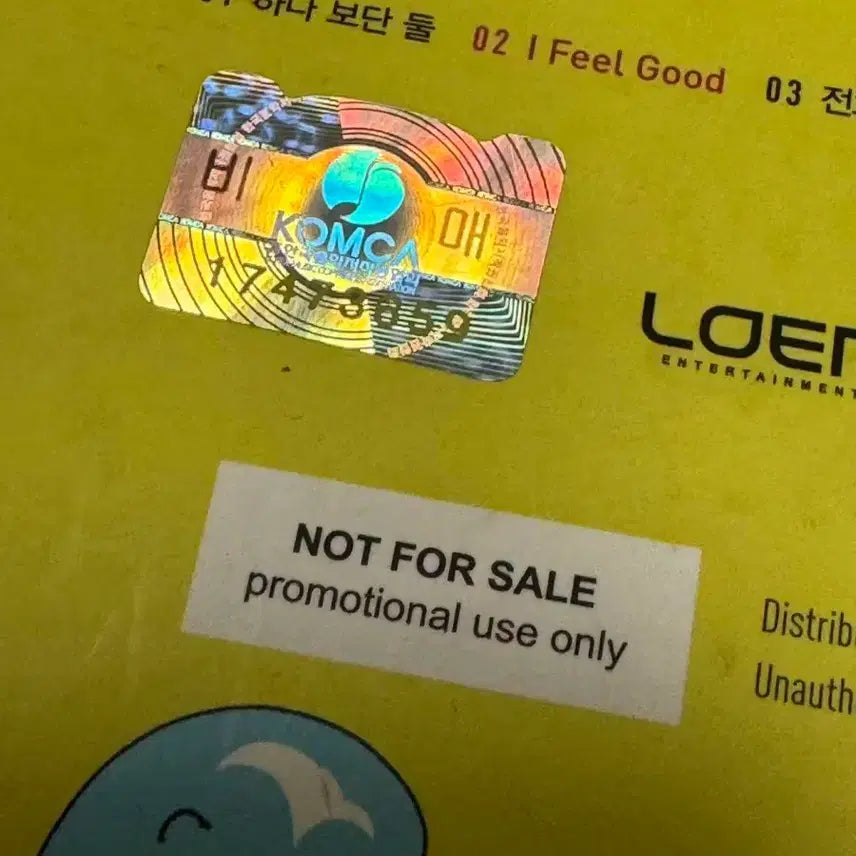 하나 보단 둘 02 I Feel Good 03
비 매
KOMCA
17473859
LOEN
ENTERTAINMENT
NOT FOR SALE
promotional use only
Distrib
Unauth